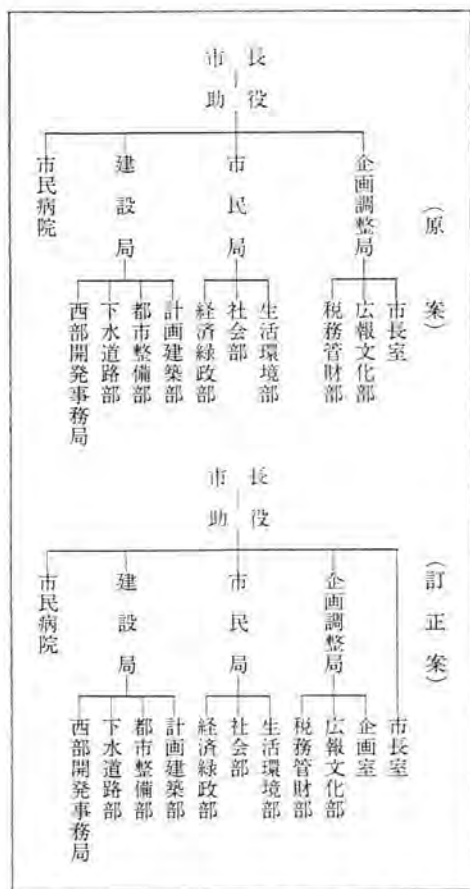 （原案）
市長
助役
企画調整局
市長室
広報文化部
税務管財部
市民局
生活環境部
社会部
経済緑政部
建設局
計画建築部
都市整備部
下水道路部
西部開発事務局
市民病院
（訂正案）
市長
助役
市長室
企画調整局
企画室
広報文化部
税務管財部
市民局
生活環境部
社会部
経済緑政部
建設局
計画建築部
都市整備部
下水道路部
西部開発事務局
市民病院